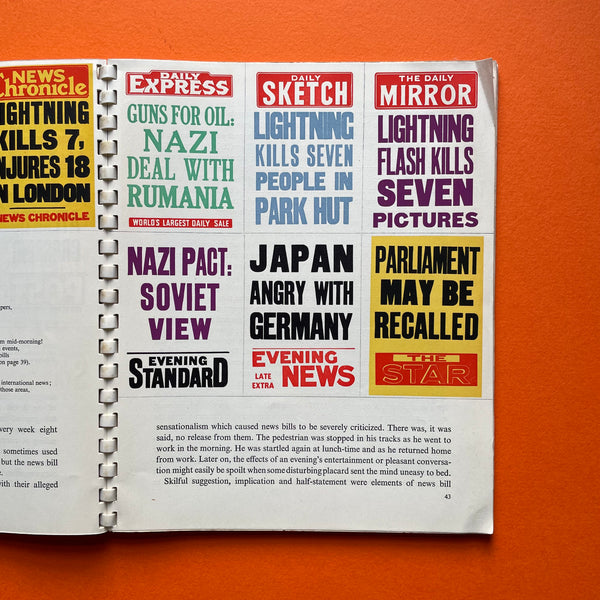 NEWS
Chronicle
LIGHTNING
KILLS 7,
INJURES 18
IN LONDON
NEWS CHRONICLE
pers,
m mid-morning!
l events,
bills
on page 39).
international news;
those areas,
very week eight
sometimes used
but the news bill
with their alleged
DAILY
EXPRESS
GUNS FOR OIL:
NAZI
DEAL WITH
RUMANIA
WORLD'S LARGEST DAILY SALE
DAILY
SKETCH
LIGHTNING
KILLS SEVEN
PEOPLE IN
PARK HUT
THE DAILY
MIRROR
LIGHTNING
FLASH KILLS
SEVEN
PICTURES
NAZI PACT:
SOVIET
VIEW
EVENING
STANDARD
JAPAN
ANGRY WITH
GERMANY
EVENING
LATE EXTRA NEWS
PARLIAMENT
MAY BE
RECALLED
THE
STAR
sensationalism which caused news bills to be severely criticized. There was, it was
said, no release from them. The pedestrian was stopped in his tracks as he went to
work in the morning. He was startled again at lunch-time and as he returned home
from work. Later on, the effects of an evening's entertainment or pleasant conversa-
tion might easily be spoilt when some disturbing placard sent the mind uneasy to bed.
Skilful suggestion, implication and half-statement were elements of news bill
43